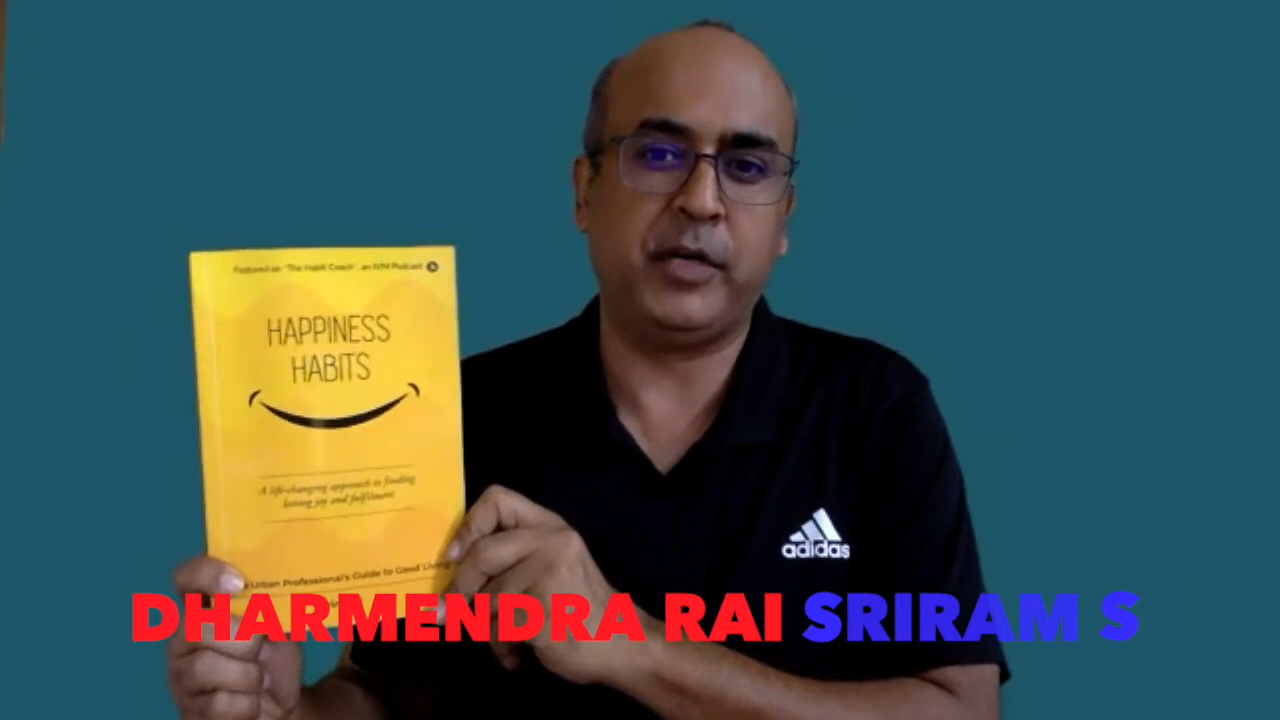 Featured as "The Habit Coach", an IVM Podcast
HAPPINESS
HABITS
A life-changing approach to finding
lasting joy and fulfilment
Urban Professional's Guide to Good Living
adidas
DHARMENDRA RAI SRIRAM S